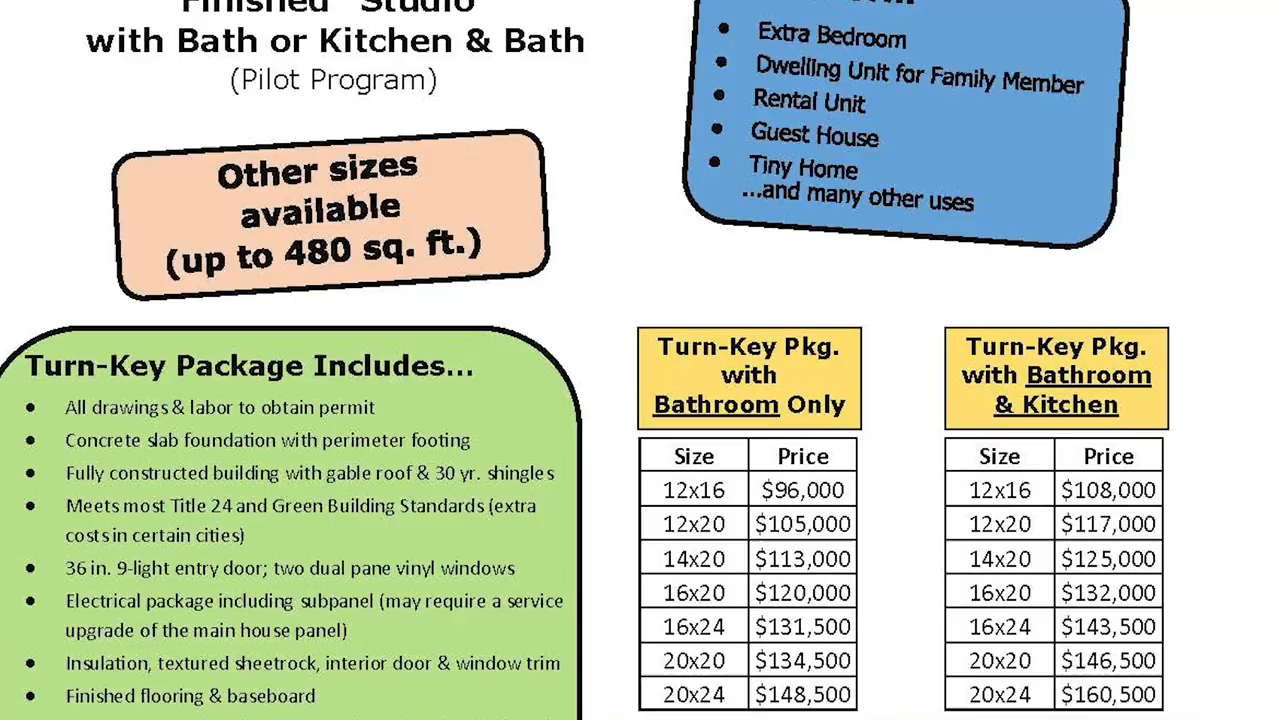 Finished "Studio"
with Bath or Kitchen & Bath
(Pilot Program)
• Extra Bedroom
• Dwelling Unit for Family Member
• Rental Unit
• Guest House
• Tiny Home
...and many other uses
Other sizes
available
(up to 480 sq. ft.)
Turn-Key Package Includes...
• All drawings & labor to obtain permit
• Concrete slab foundation with perimeter footing
• Fully constructed building with gable roof & 30 yr. shingles
• Meets most Title 24 and Green Building Standards (extra
costs in certain cities)
• 36 in. 9-light entry door; two dual pane vinyl windows
• Electrical package including subpanel (may require a service
upgrade of the main house panel)
• Insulation, textured sheetrock, interior door & window trim
• Finished flooring & baseboard
Turn-Key Pkg.
with
Bathroom Only
Size Price
12x16 $96,000
12x20 $105,000
14x20 $113,000
16x20 $120,000
16x24 $131,500
20x20 $134,500
20x24 $148,500
Turn-Key Pkg.
with Bathroom
& Kitchen
Size Price
12x16 $108,000
12x20 $117,000
14x20 $125,000
16x20 $132,000
16x24 $143,500
20x20 $146,500
20x24 $160,500